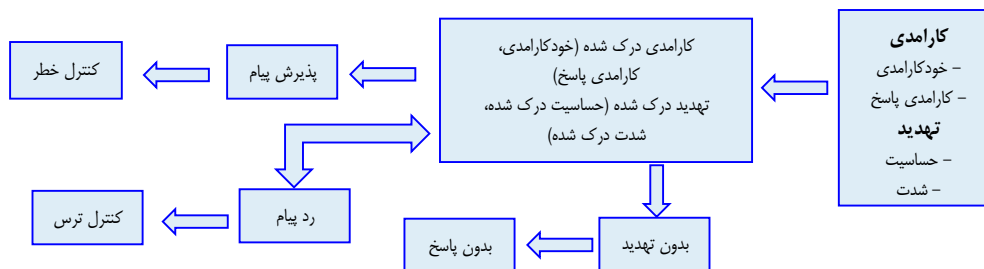 کارامدی
- خودکارامدی
- کارامدی پاسخ
تهدید
- حساسیت
- شدت
کارامدی درک شده (خودکارامدی،
کارامدی پاسخ)
تهدید درک شده (حساسیت درک شده،
شدت درک شده)
پذیرش پیام
کنترل خطر
رد پیام
کنترل ترس
بدون تهدید
بدون پاسخ